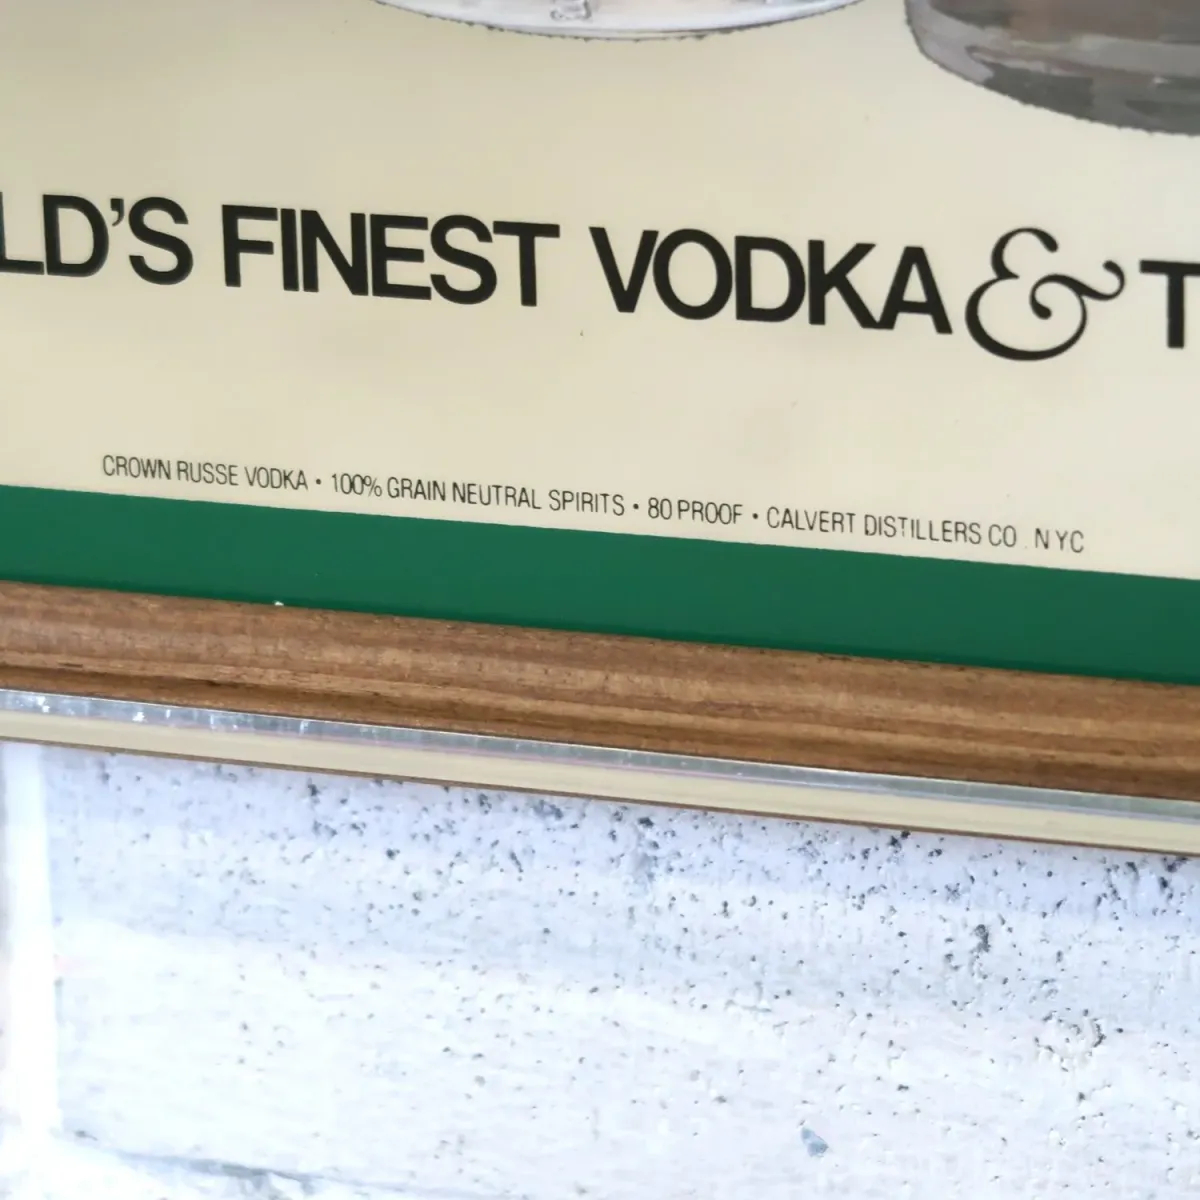 LD'S FINEST VODKA & T
CROWN RUSSE VODKA • 100% GRAIN NEUTRAL SPIRITS • 80 PROOF • CALVERT DISTILLERS CO. NYC